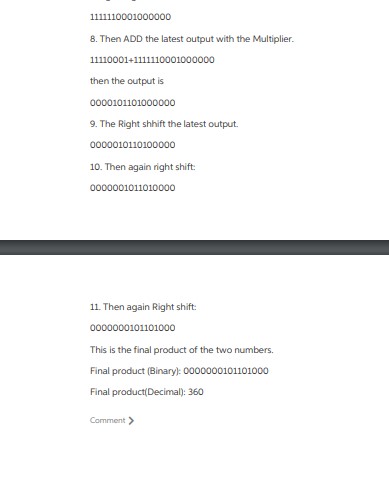 1111110001000000
8. Then ADD the latest output with the Multiplier.
11110001+1111110001000000
then the output is
0000101101000000
9. The Right shhift the latest output.
0000010110100000
10. Then again right shift:
0000001011010000
11. Then again Right shift:
0000000101101000
This is the final product of the two numbers.
Final product (Binary): 0000000101101000
Final product(Decimal): 360
Comment